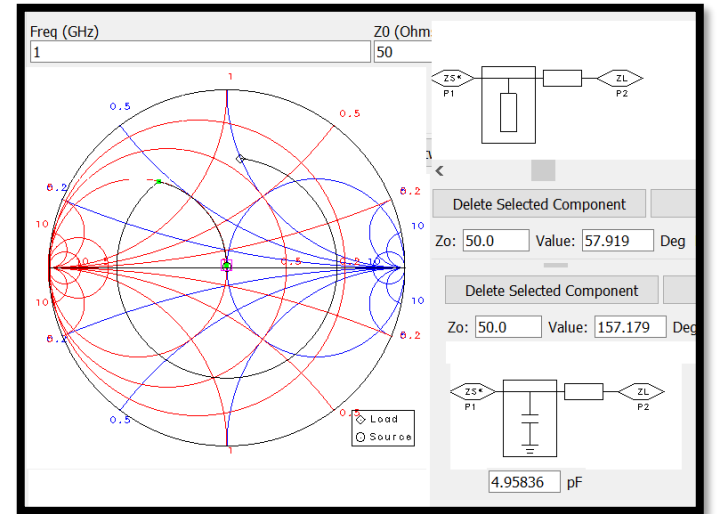 Freq (GHz)
Z0 (Ohm
1
50
ZS*
P1
ZL
P2
<
Delete Selected Component
Zo: 50.0 Value: 57.919 Deg
Delete Selected Component
Zo: 50.0 Value: 157.179 Deg
ZS*
P1
ZL
P2
4.95836 pF
1
0.5
0.5
0.2
0.2
10
10
0.5
0.2
10
10
10
0.2
0.2
0.5
0.5
1
Load
Source